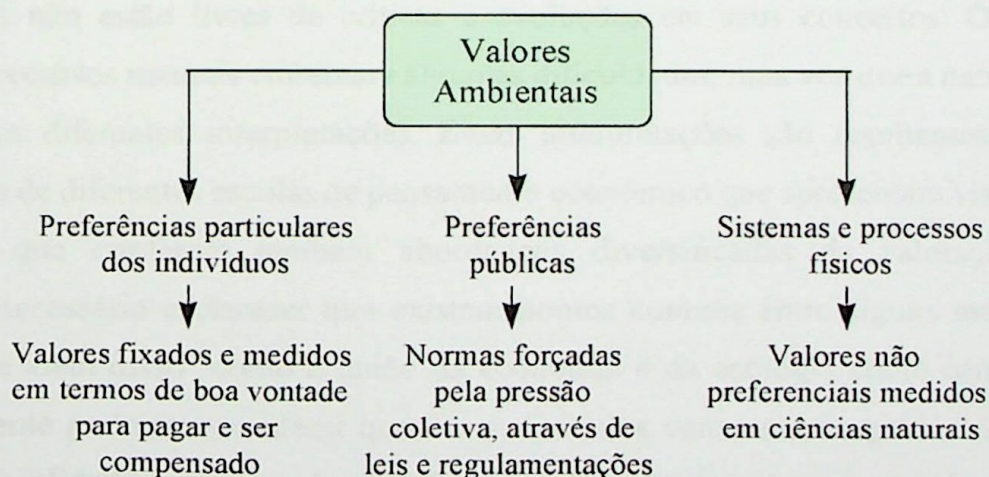 Valores
Ambientais
Preferências particulares
dos indivíduos
Preferências
públicas
Sistemas e processos
físicos
Valores fixados e medidos
em termos de boa vontade
para pagar e ser
compensado
Normas forçadas
pela pressão
coletiva, através de
leis e regulamentações
Valores não
preferenciais medidos
em ciências naturais